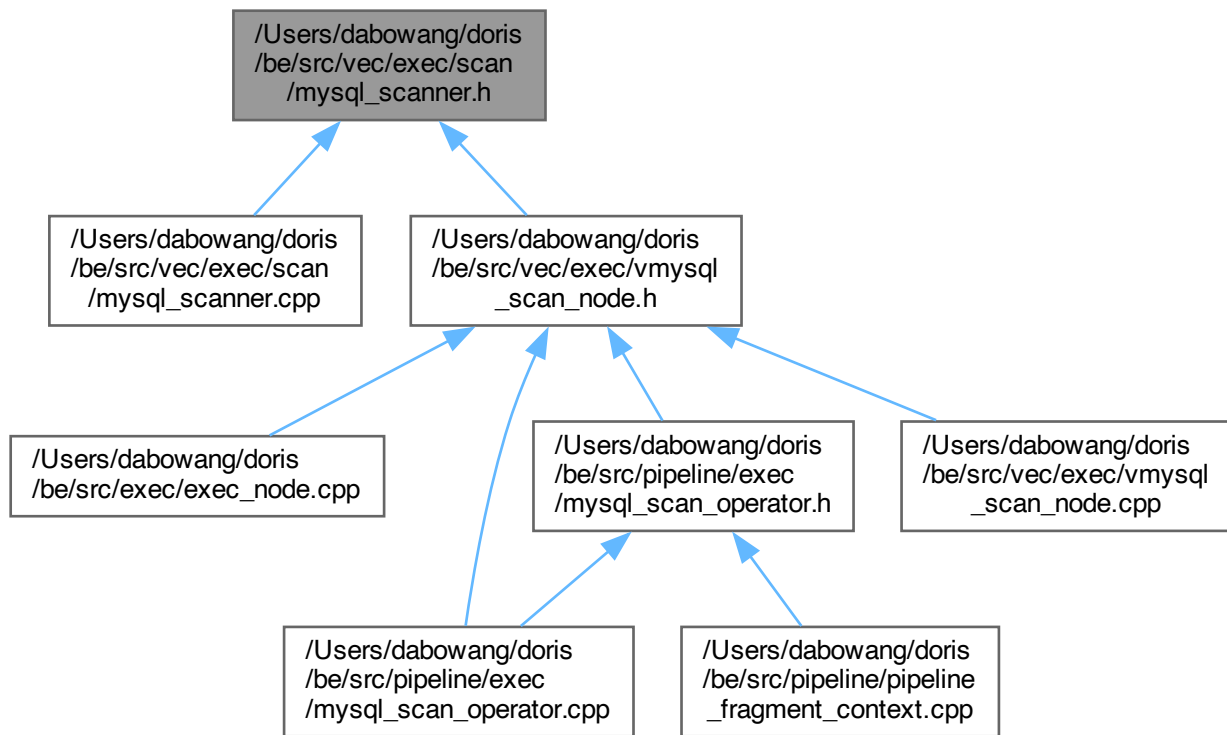 /Users/dabowang/doris
/be/src/vec/exec/scan
/mysql_scanner.h
/Users/dabowang/doris
/be/src/vec/exec/scan
/mysql_scanner.cpp
/Users/dabowang/doris
/be/src/vec/exec/vmysql
_scan_node.h
/Users/dabowang/doris
/be/src/exec/exec_node.cpp
/Users/dabowang/doris
/be/src/pipeline/exec
/mysql_scan_operator.h
/Users/dabowang/doris
/be/src/vec/exec/vmysql
_scan_node.cpp
/Users/dabowang/doris
/be/src/pipeline/exec
/mysql_scan_operator.cpp
/Users/dabowang/doris
/be/src/pipeline/pipeline
_fragment_context.cpp